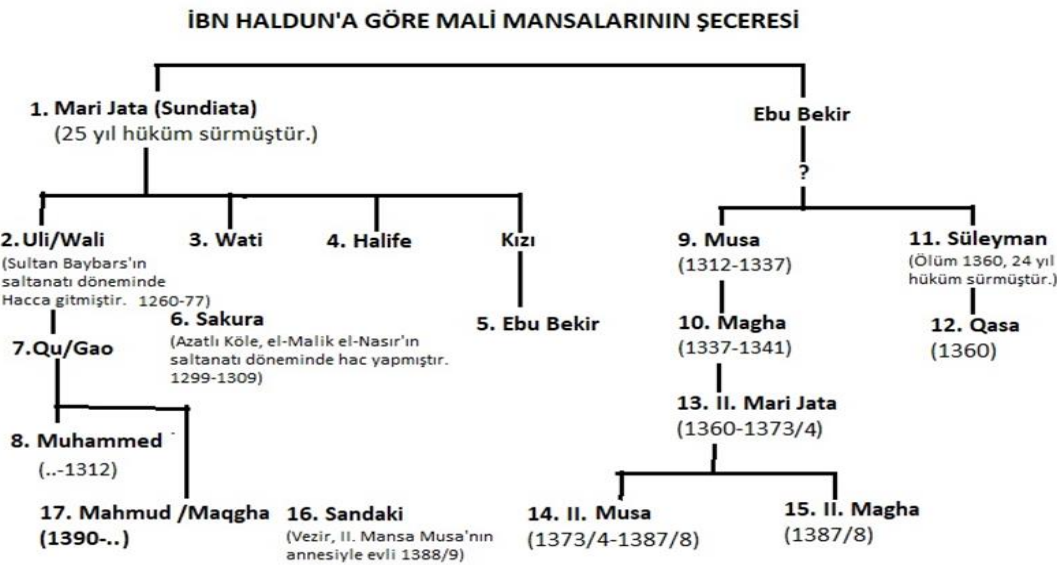 İBN HALDUN'A GÖRE MALİ MANSALARININ ŞECERESİ
1. Mari Jata (Sundiata)
(25 yıl hüküm sürmüştür.)
Ebu Bekir
?
2.Uli/Wali
(Sultan Baybars'ın
saltanatı döneminde
Hacca gitmiştir. 1260-77)
3. Wati
4. Halife
Kızı
9. Musa
(1312-1337)
11. Süleyman
(Ölüm 1360, 24 yıl
hüküm sürmüştür.)
6. Sakura
(Azatlı Köle, el-Malik el-Nasır'ın
saltanatı döneminde hac yapmıştır.
1299-1309)
5. Ebu Bekir
10. Magha
(1337-1341)
12. Qasa
(1360)
7.Qu/Gao
13. II. Mari Jata
(1360-1373/4)
8. Muhammed
(..-1312)
17. Mahmud /Maqgha
(1390-..)
16. Sandaki
(Vezir, II. Mansa Musa'nın
annesiyle evli 1388/9)
14. II. Musa
(1373/4-1387/8)
15. II. Magha
(1387/8)